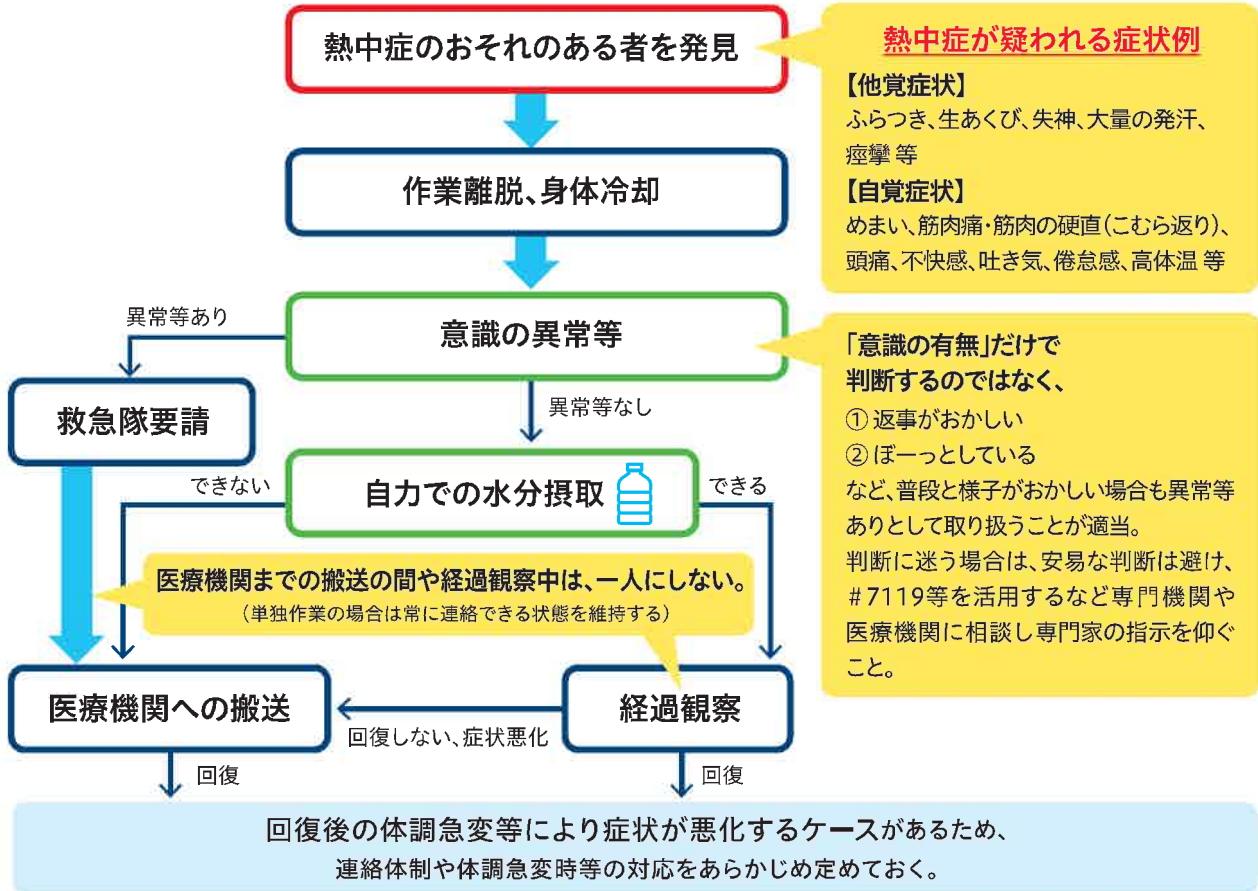 熱中症のおそれのある者を発見
熱中症が疑われる症状例
【他覚症状】
ふらつき、生あくび、失神、大量の発汗、
痙攣 等
【自覚症状】
めまい、筋肉痛・筋肉の硬直(こむら返り)、
頭痛、不快感、吐き気、倦怠感、高体温 等
作業離脱、身体冷却
意識の異常等
異常等あり
異常等なし
「意識の有無」だけで
判断するのではなく、
① 返事がおかしい
② ぼーっとしている
など、普段と様子がおかしい場合も異常等
ありとして取り扱うことが適当。
判断に迷う場合は、安易な判断は避け、
#7119等を活用するなど専門機関や
医療機関に相談し専門家の指示を仰ぐ
こと。
救急隊要請
自力での水分摂取
できない
できる
医療機関までの搬送の間や経過観察中は、一人にしない。
(単独作業の場合は常に連絡できる状態を維持する)
医療機関への搬送
経過観察
回復しない、症状悪化
回復
回復
回復後の体調急変等により症状が悪化するケースがあるため、
連絡体制や体調急変時等の対応をあらかじめ定めておく。